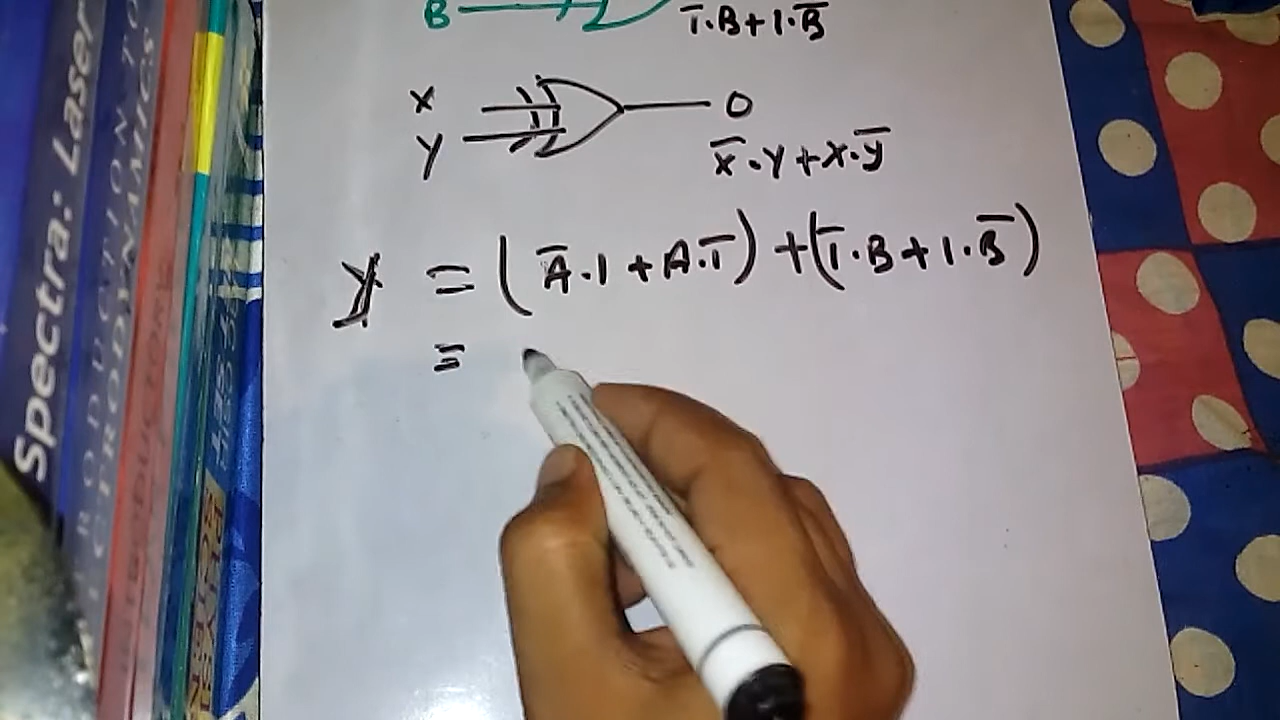 B
1̅.B+1.B̅
X
O
Y
X̅.Y+X.Y̅
y = (A̅.1+A.1̅)+(1̅.B+1.B̅)
=
Spectra: Laser